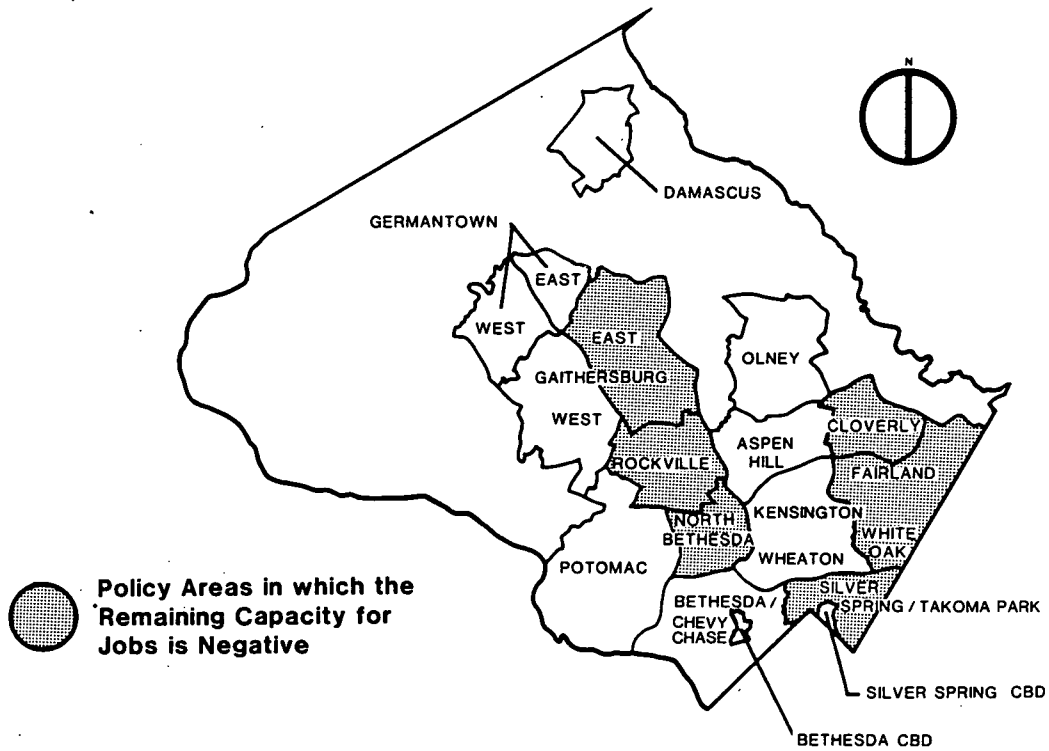 N
DAMASCUS
GERMANTOWN
EAST
WEST
EAST
OLNEY
GAITHERSBURG
WEST
CLOVERLY
ASPEN
HILL
ROCKVILLE
FAIRLAND
KENSINGTON
NORTH
BETHESDA
WHITE
OAK
WHEATON
POTOMAC
SILVER
SPRING / TAKOMA PARK
BETHESDA /
CHEVY
CHASE
Policy Areas in which the
Remaining Capacity for
Jobs is Negative
SILVER SPRING CBD
BETHESDA CBD